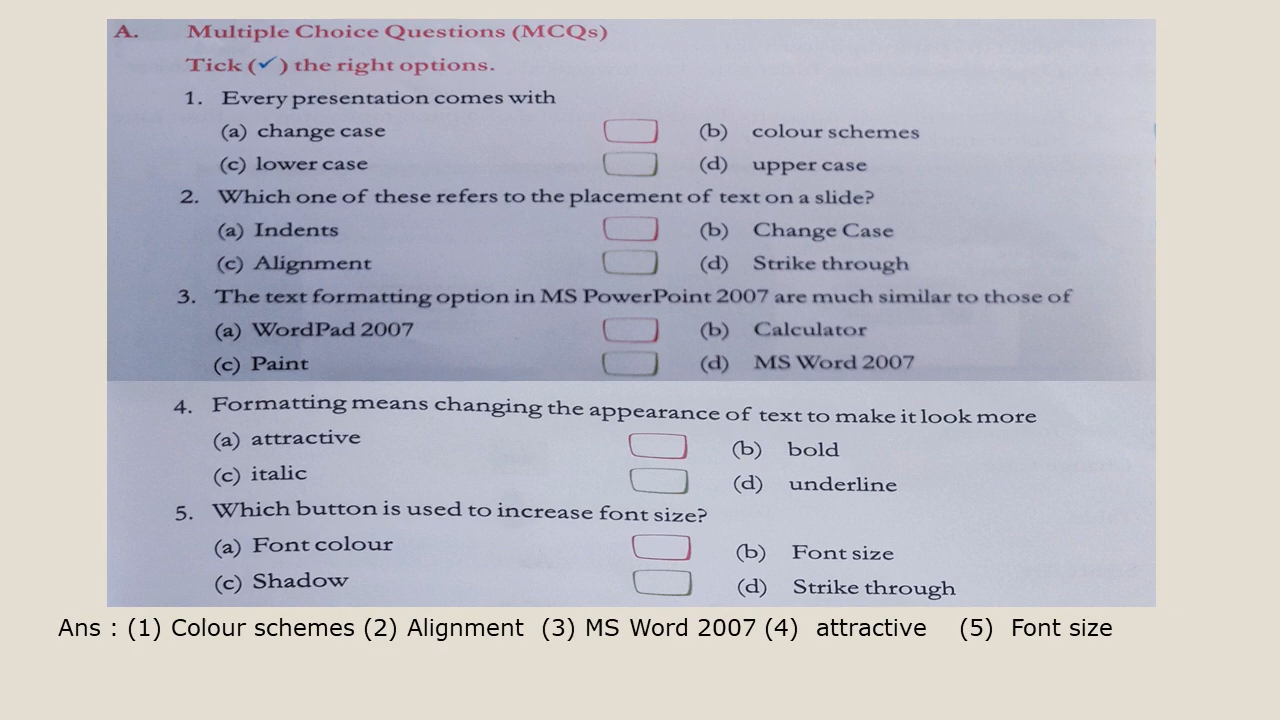 A. Multiple Choice Questions (MCQs)
Tick (✓) the right options.
1. Every presentation comes with
(a) change case (b) colour schemes
(c) lower case (d) upper case
2. Which one of these refers to the placement of text on a slide?
(a) Indents (b) Change Case
(c) Alignment (d) Strike through
3. The text formatting option in MS PowerPoint 2007 are much similar to those of
(a) WordPad 2007 (b) Calculator
(c) Paint (d) MS Word 2007
4. Formatting means changing the appearance of text to make it look more
(a) attractive (b) bold
(c) italic (d) underline
5. Which button is used to increase font size?
(a) Font colour (b) Font size
(c) Shadow (d) Strike through
Ans : (1) Colour schemes (2) Alignment (3) MS Word 2007 (4) attractive (5) Font size